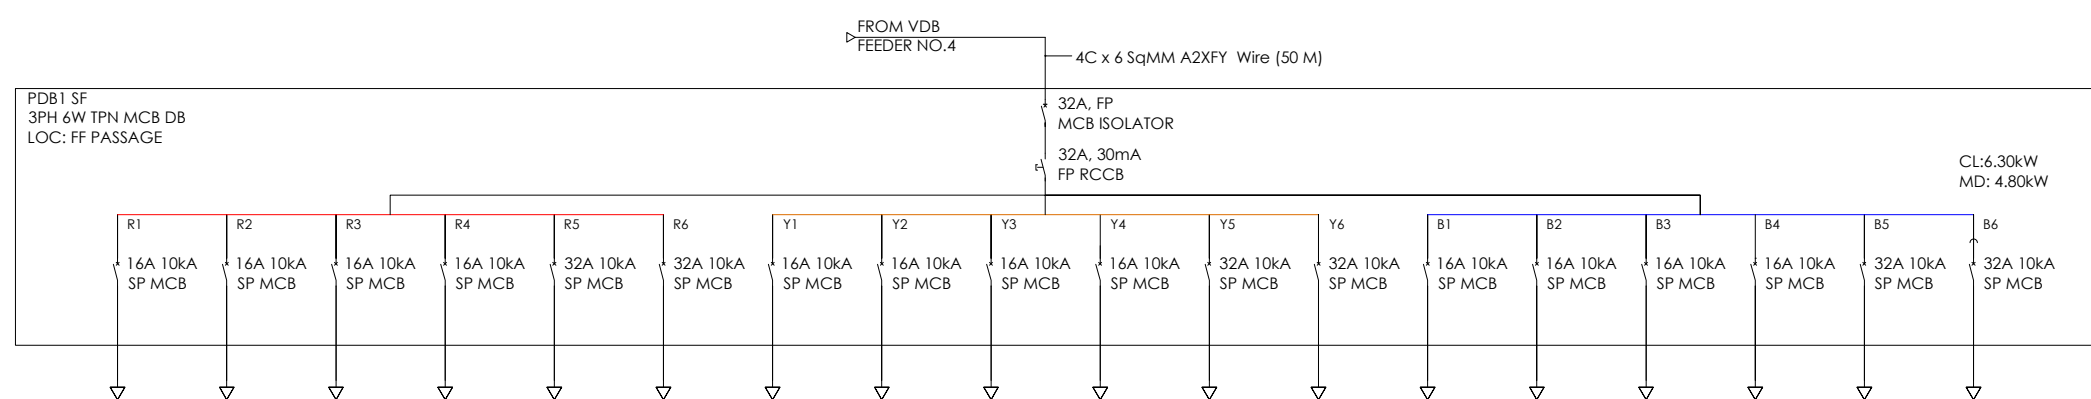 FROM VDB
FEEDER NO.4
4C x 6 SqMM A2XFY Wire (50 M)
PDB1 SF
3PH 6W TPN MCB DB
LOC: FF PASSAGE
32A, FP
MCB ISOLATOR
32A, 30mA
FP RCCB
CL:6.30kW
MD: 4.80kW
R1
R2
R3
R4
R5
R6
Y1
Y2
Y3
Y4
Y5
Y6
B1
B2
B3
B4
B5
B6
16A 10kA
SP MCB
16A 10kA
SP MCB
16A 10kA
SP MCB
16A 10kA
SP MCB
32A 10kA
SP MCB
32A 10kA
SP MCB
16A 10kA
SP MCB
16A 10kA
SP MCB
16A 10kA
SP MCB
16A 10kA
SP MCB
32A 10kA
SP MCB
32A 10kA
SP MCB
16A 10kA
SP MCB
16A 10kA
SP MCB
16A 10kA
SP MCB
16A 10kA
SP MCB
32A 10kA
SP MCB
32A 10kA
SP MCB